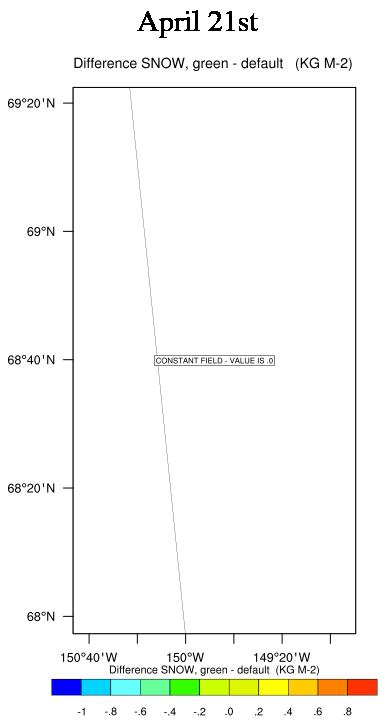 April 21st
Difference SNOW, green - default (KG M-2)
69°20'N
69°N
68°40'N
CONSTANT FIELD - VALUE IS .0
68°20'N
68°N
150°40'W 150°W 149°20'W
Difference SNOW, green - default (KG M-2)
-1 -.8 -.6 -.4 -.2 .0 .2 .4 .6 .8